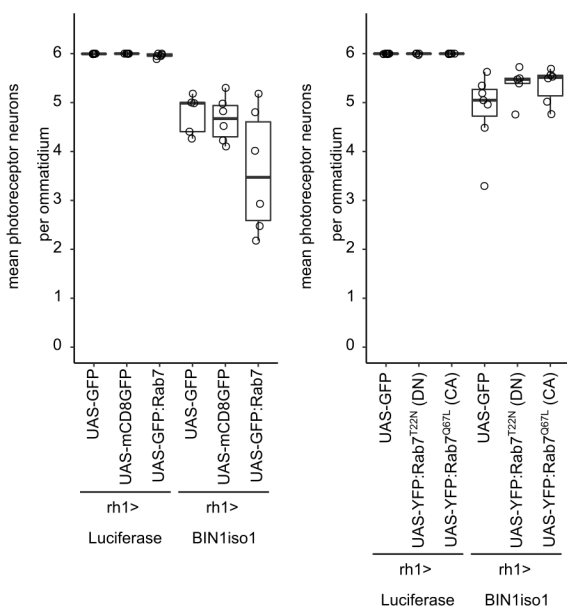 mean photoreceptor neurons
per ommatidium
6
5
4
3
2
1
0
UAS-GFP
UAS-mCD8GFP
UAS-GFP:Rab7
UAS-GFP
UAS-mCD8GFP
UAS-GFP:Rab7
rh1>
rh1>
Luciferase
BIN1iso1
mean photoreceptor neurons
per ommatidium
6
5
4
3
2
1
0
UAS-GFP
UAS-YFP:Rab7T22N (DN)
UAS-YFP:Rab7Q67L (CA)
UAS-GFP
UAS-YFP:Rab7T22N (DN)
UAS-YFP:Rab7Q67L (CA)
rh1>
rh1>
Luciferase
BIN1iso1